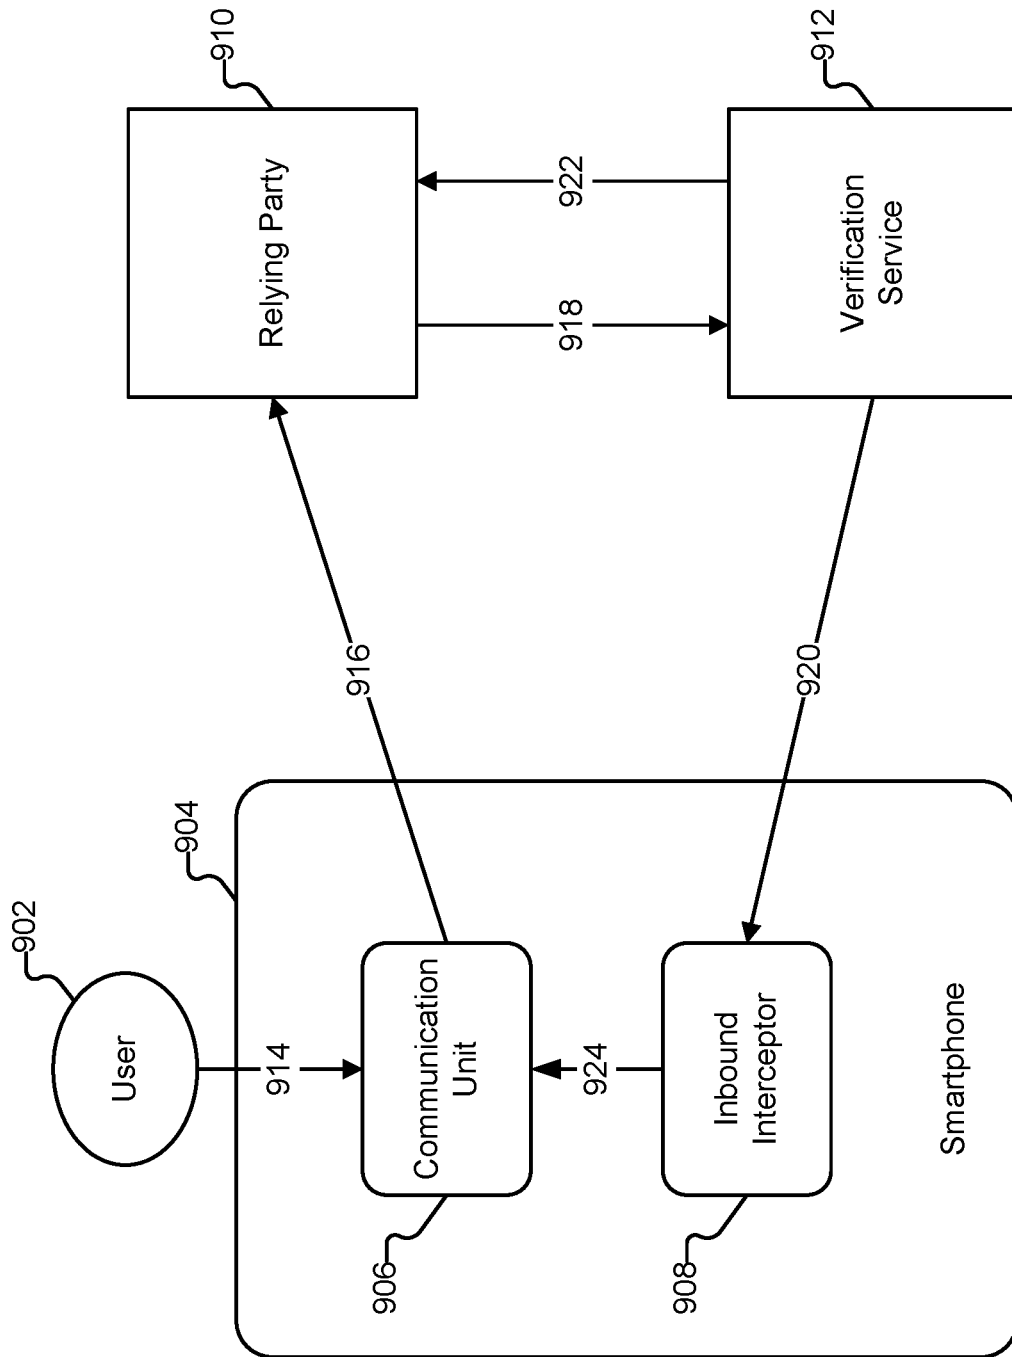 902
User
904
910
Relying Party
914
916
906
Communication
Unit
918
922
924
908
Inbound
Interceptor
920
912
Verification
Service
Smartphone